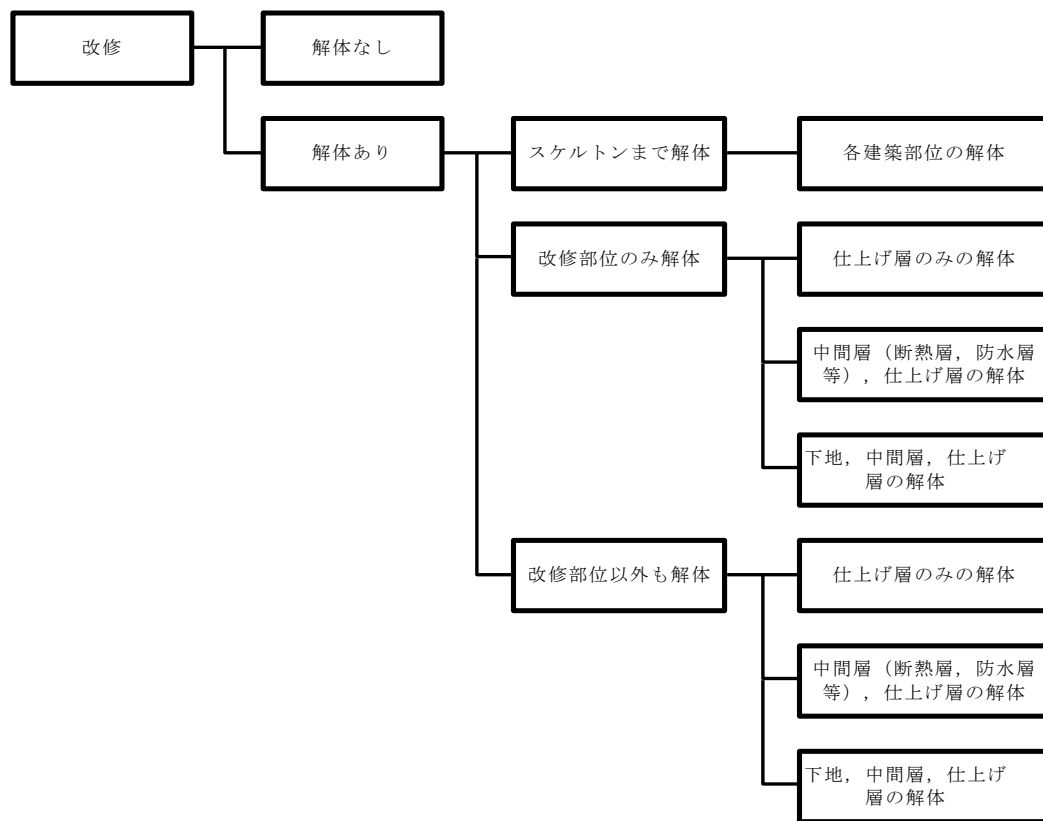 改修
解体なし
解体あり
スケルトンまで解体
各建築部位の解体
改修部位のみ解体
仕上げ層のみの解体
中間層（断熱層，防水層
等），仕上げ層の解体
下地，中間層，仕上げ
層の解体
改修部位以外も解体
仕上げ層のみの解体
中間層（断熱層，防水層
等），仕上げ層の解体
下地，中間層，仕上げ
層の解体